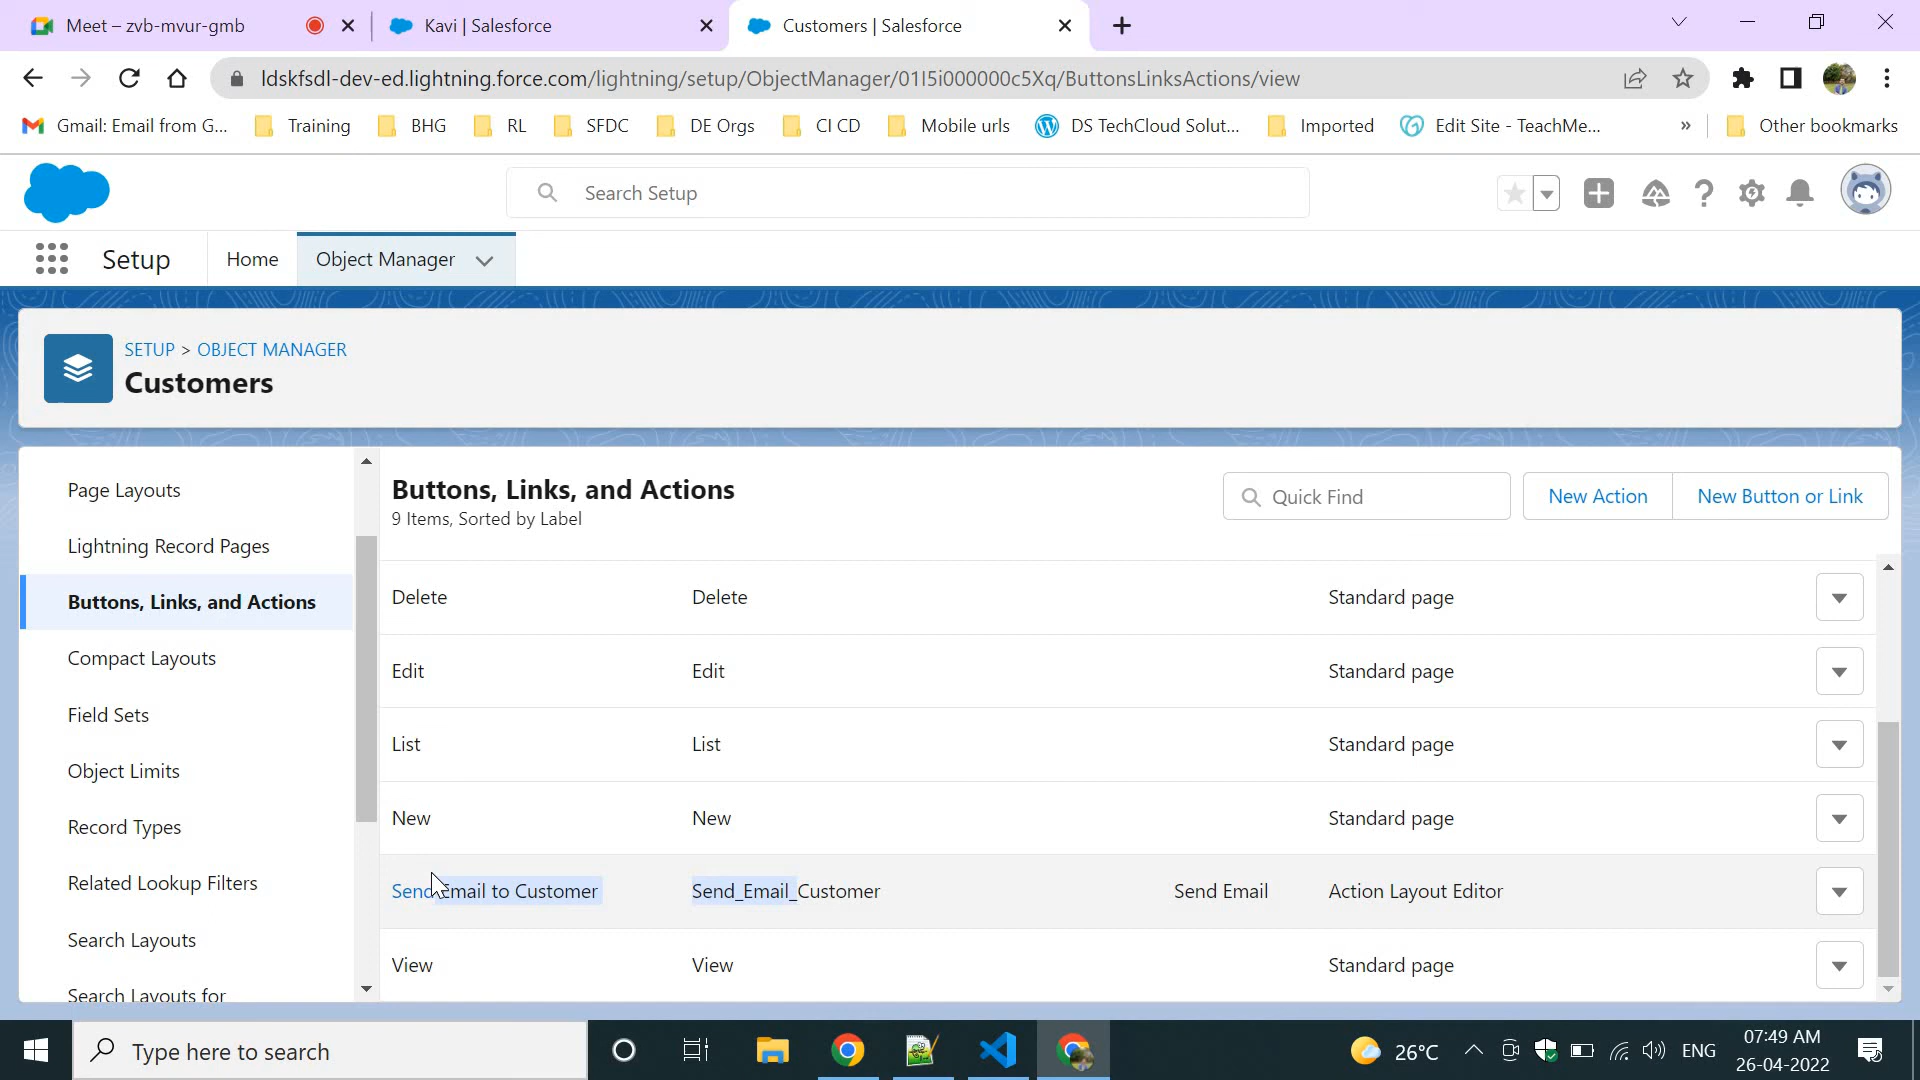 Meet – zvb-mvur-gmb
Kavi | Salesforce
Customers | Salesforce
ldskfsdl-dev-ed.lightning.force.com/lightning/setup/ObjectManager/01I5i000000c5Xq/ButtonsLinksActions/view
Gmail: Email from G... Training BHG RL SFDC DE Orgs CI CD Mobile urls DS TechCloud Solut... Imported Edit Site - TeachMe... » Other bookmarks
Search Setup
Setup Home Object Manager
SETUP > OBJECT MANAGER
Customers
Page Layouts
Lightning Record Pages
Buttons, Links, and Actions
Compact Layouts
Field Sets
Object Limits
Record Types
Related Lookup Filters
Search Layouts
Search Layouts for
Buttons, Links, and Actions
9 Items, Sorted by Label
Quick Find
New Action
New Button or Link
Delete Delete Standard page
Edit Edit Standard page
List List Standard page
New New Standard page
Send Email to Customer Send_Email_Customer Send Email Action Layout Editor
View View Standard page
Type here to search
26°C
ENG
07:49 AM
26-04-2022